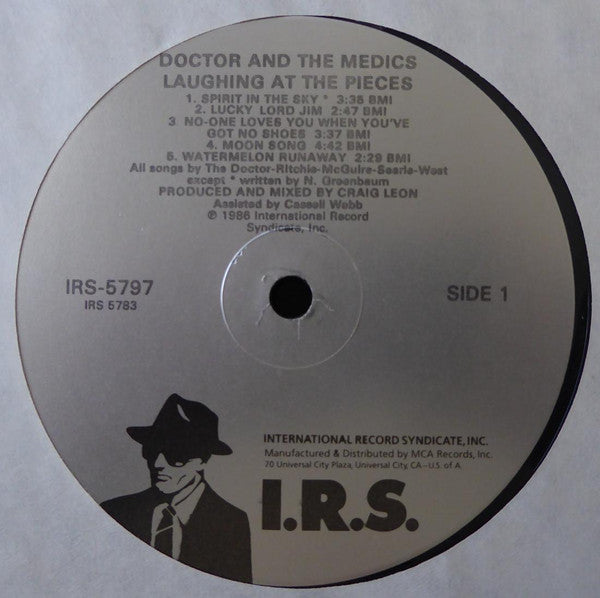 DOCTOR AND THE MEDICS
LAUGHING AT THE PIECES
1. SPIRIT IN THE SKY * 3:35 BMI
2. LUCKY LORD JIM 2:47 BMI
3. NO-ONE LOVES YOU WHEN YOU'VE
GOT NO SHOES 3:37 BMI
4. MOON SONG 4:42 BMI
5. WATERMELON RUNAWAY 2:29 BMI
All songs by The Doctor-Ritchie-McGuire-Searle-West
except * written by N. Greenbaum
PRODUCED AND MIXED BY CRAIG LEON
Assisted by Cassell Webb
℗ 1986 International Record
Syndicate, Inc.
IRS-5797
IRS 5783
SIDE 1
INTERNATIONAL RECORD SYNDICATE, INC.
Manufactured & Distributed by MCA Records, Inc.
70 Universal City Plaza, Universal City, CA-U.S. of A.
I.R.S.